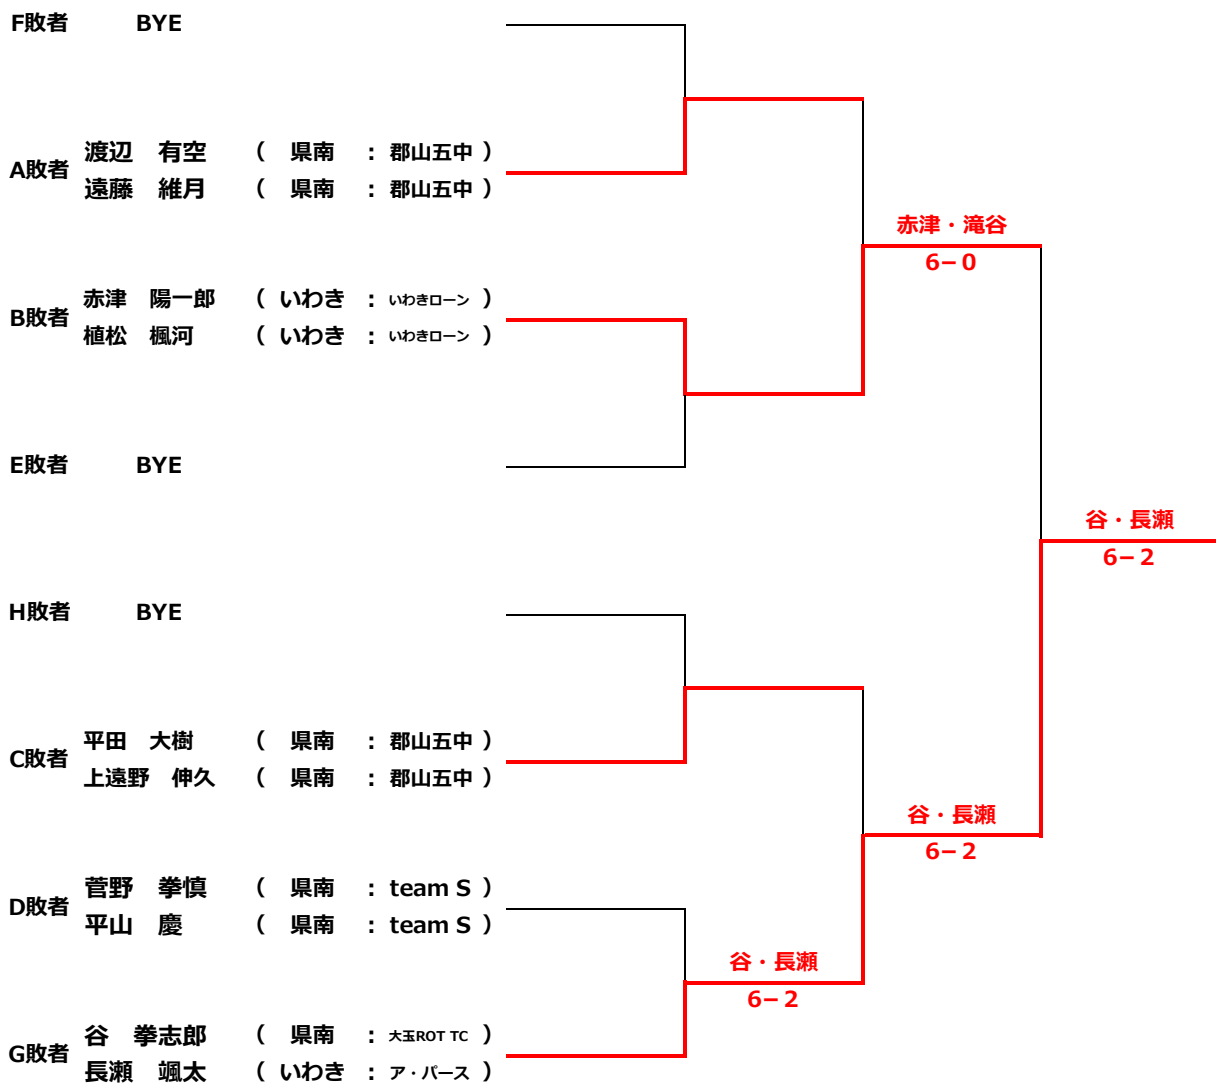 F敗者 BYE
A敗者
渡辺 有空 ( 県南 : 郡山五中 )
遠藤 維月 ( 県南 : 郡山五中 )
赤津・滝谷
6−0
B敗者
赤津 陽一郎 ( いわき : いわきローン )
植松 楓河 ( いわき : いわきローン )
E敗者 BYE
谷・長瀬
6−2
H敗者 BYE
C敗者
平田 大樹 ( 県南 : 郡山五中 )
上遠野 伸久 ( 県南 : 郡山五中 )
谷・長瀬
6−2
D敗者
菅野 拳慎 ( 県南 : team S )
平山 慶 ( 県南 : team S )
谷・長瀬
6−2
G敗者
谷 拳志郎 ( 県南 : 大玉ROT TC )
長瀬 颯太 ( いわき : ア・パース )